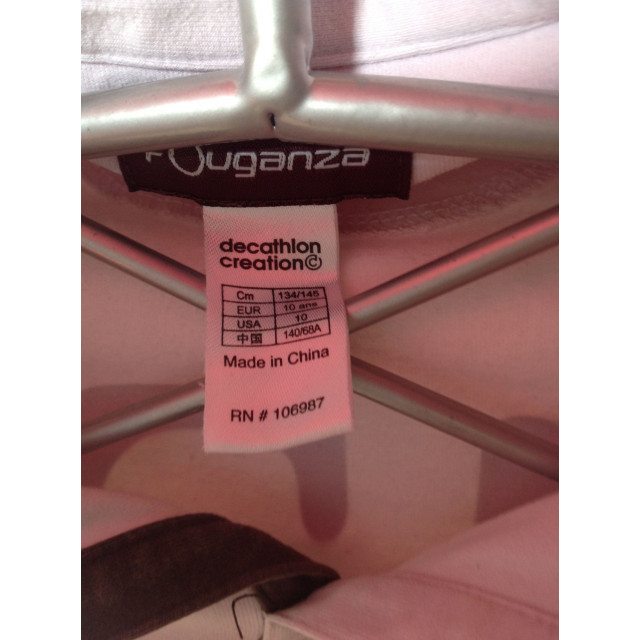 Fouganza
decathlon
creation©
Cm 134/145
EUR 10 ans
USA 10
中国 140/68A
Made in China
RN # 106987